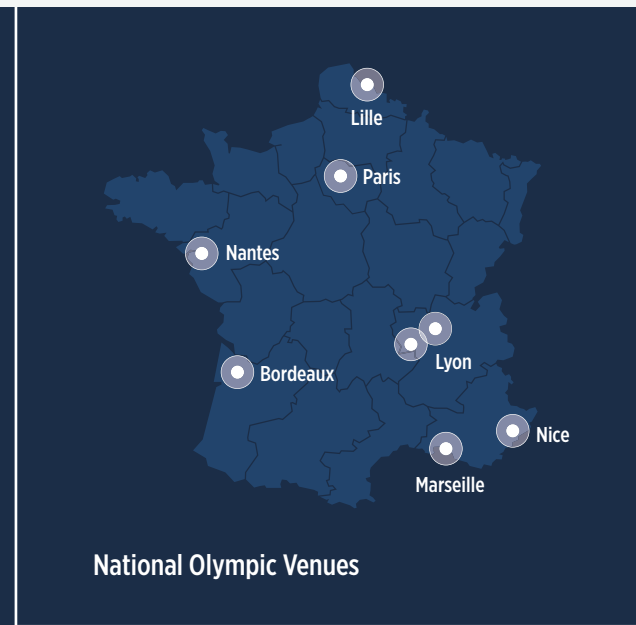 Lille
Paris
Nantes
Lyon
Bordeaux
Nice
Marseille
National Olympic Venues